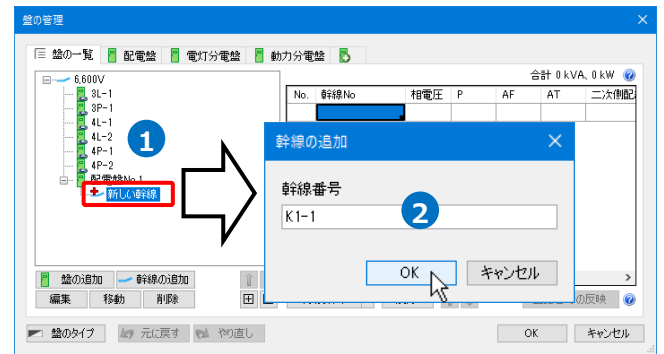 盤の管理
盤の一覧 配電盤 電灯分電盤 動力分電盤
合計 0 kVA、0 kW
6,600V
3L-1
3P-1
4L-1
4L-2
4P-1
4P-2
配電盤No.1
新しい幹線
1
No. 幹線No 相電圧 P AF AT 二次側配
幹線の追加
幹線番号
K1-1
2
OK キャンセル
盤の追加 幹線の追加
編集 移動 削除
の反映
盤のタイプ 元に戻す やり直し
OK キャンセル